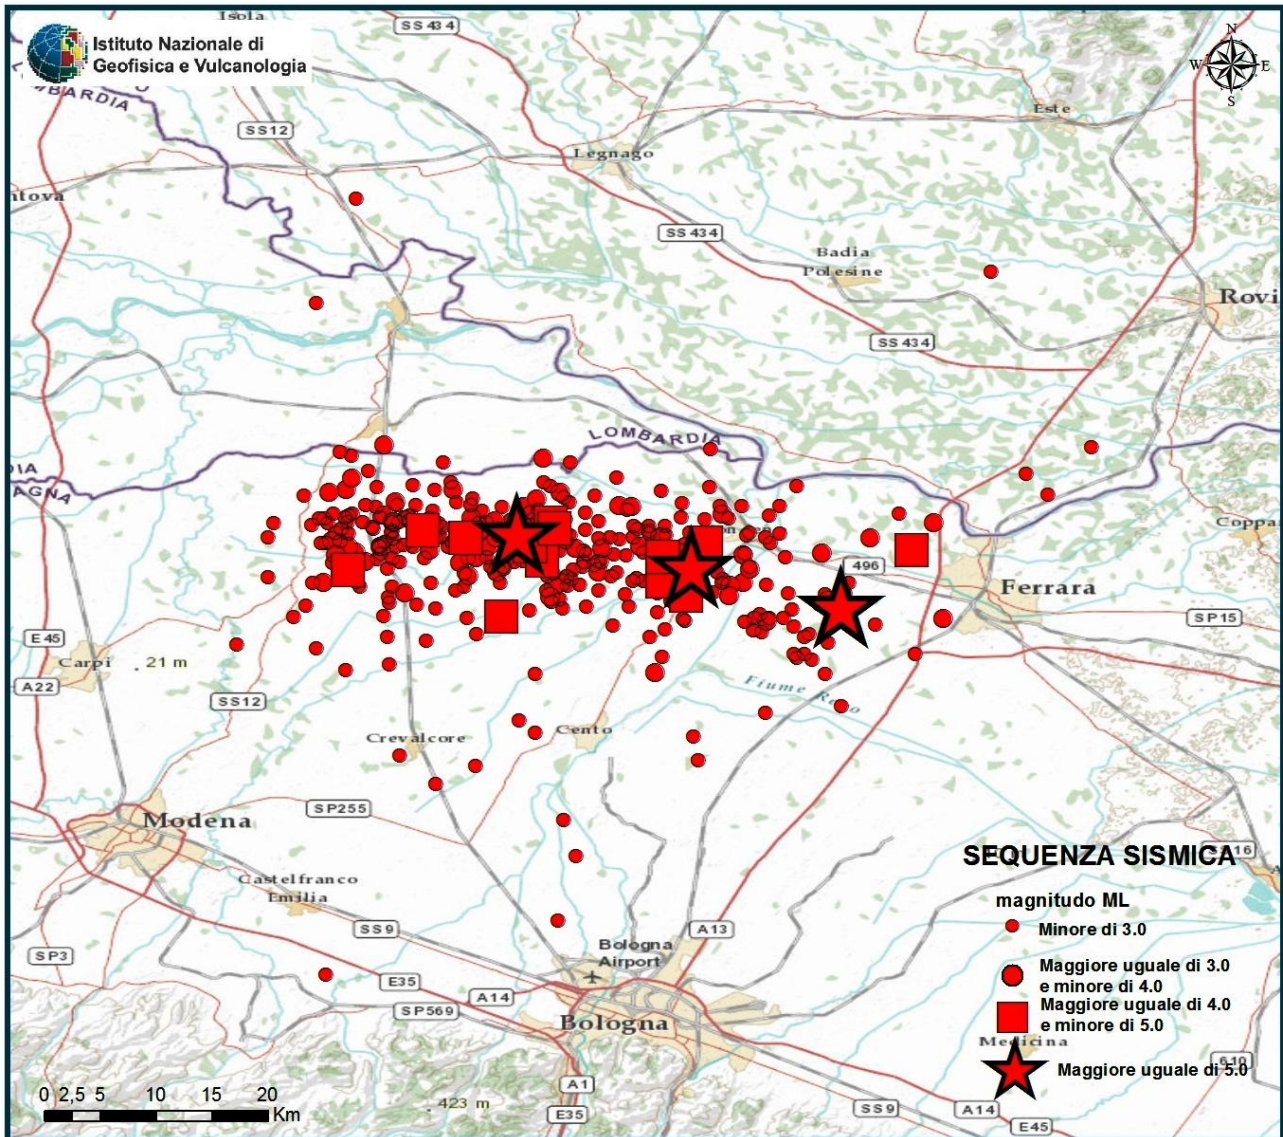 Isola
SS 434
N
Istituto Nazionale di
Geofisica e Vulcanologia
W E
S
MBARDIA
Este
SS12
Legnago
ntova
SS 434
Badia
Polesine
Rovi
SS 434
LOMBARDIA
DIA
AGNA
Coppa
496
Ferrara
SP15
E45
Carpi
21 m
A22
SS12
Fiume Reno
Cento
Crevalcore
SP255
Modena
16
SEQUENZA SISMICA
Castelfranco
Emilia
magnitudo ML
Minore di 3.0
SS9
A13
Bologna
Airport
SP3
Maggiore uguale di 3.0
e minore di 4.0
E35
A14
Maggiore uguale di 4.0
e minore di 5.0
SP569
Bologna
Medicina
610
Maggiore uguale di 5.0
A1
0 2,5 5 10 15 20
Km
423 m
E35
SS9
A14
E45